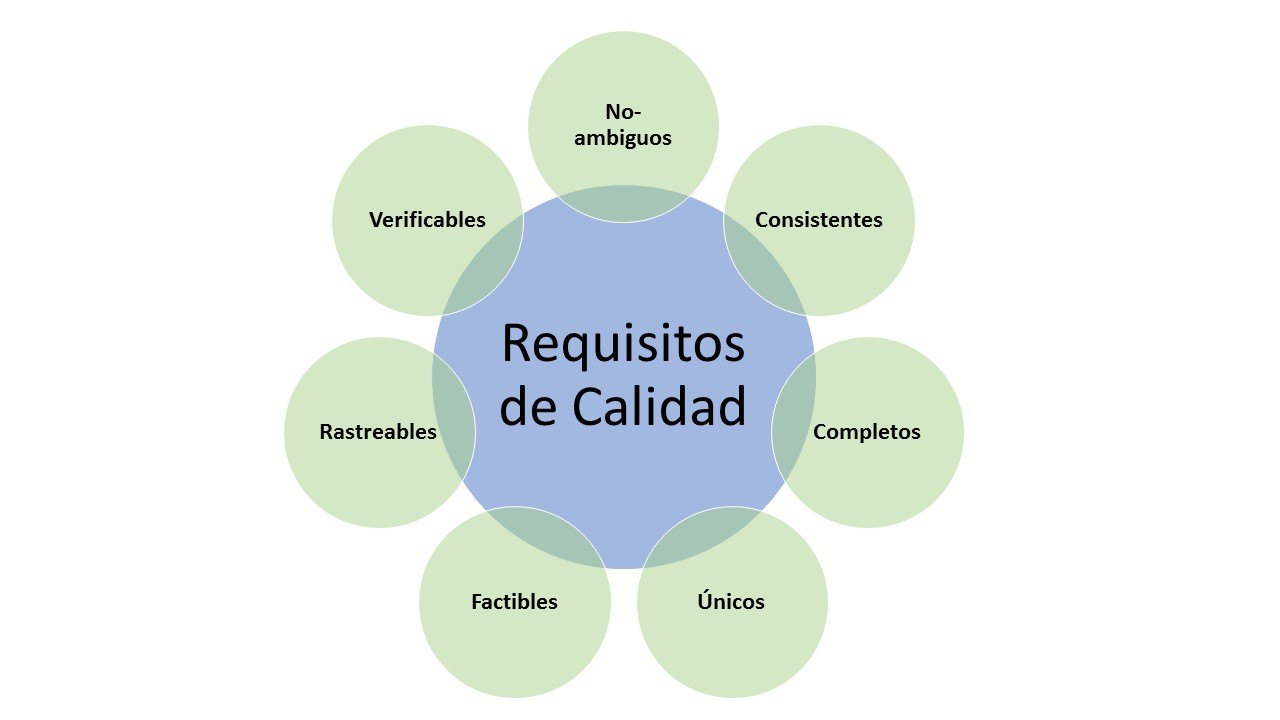 No-
ambiguos
Verificables
Consistentes
Requisitos
de Calidad
Rastreables
Completos
Factibles
Únicos